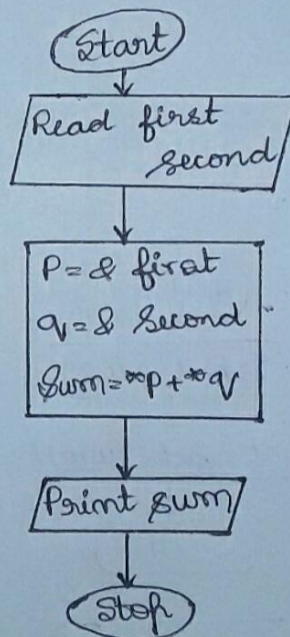 Start
Read first
second
P=& first
q=& Second
Sum=*p+*q
Print sum
Stop